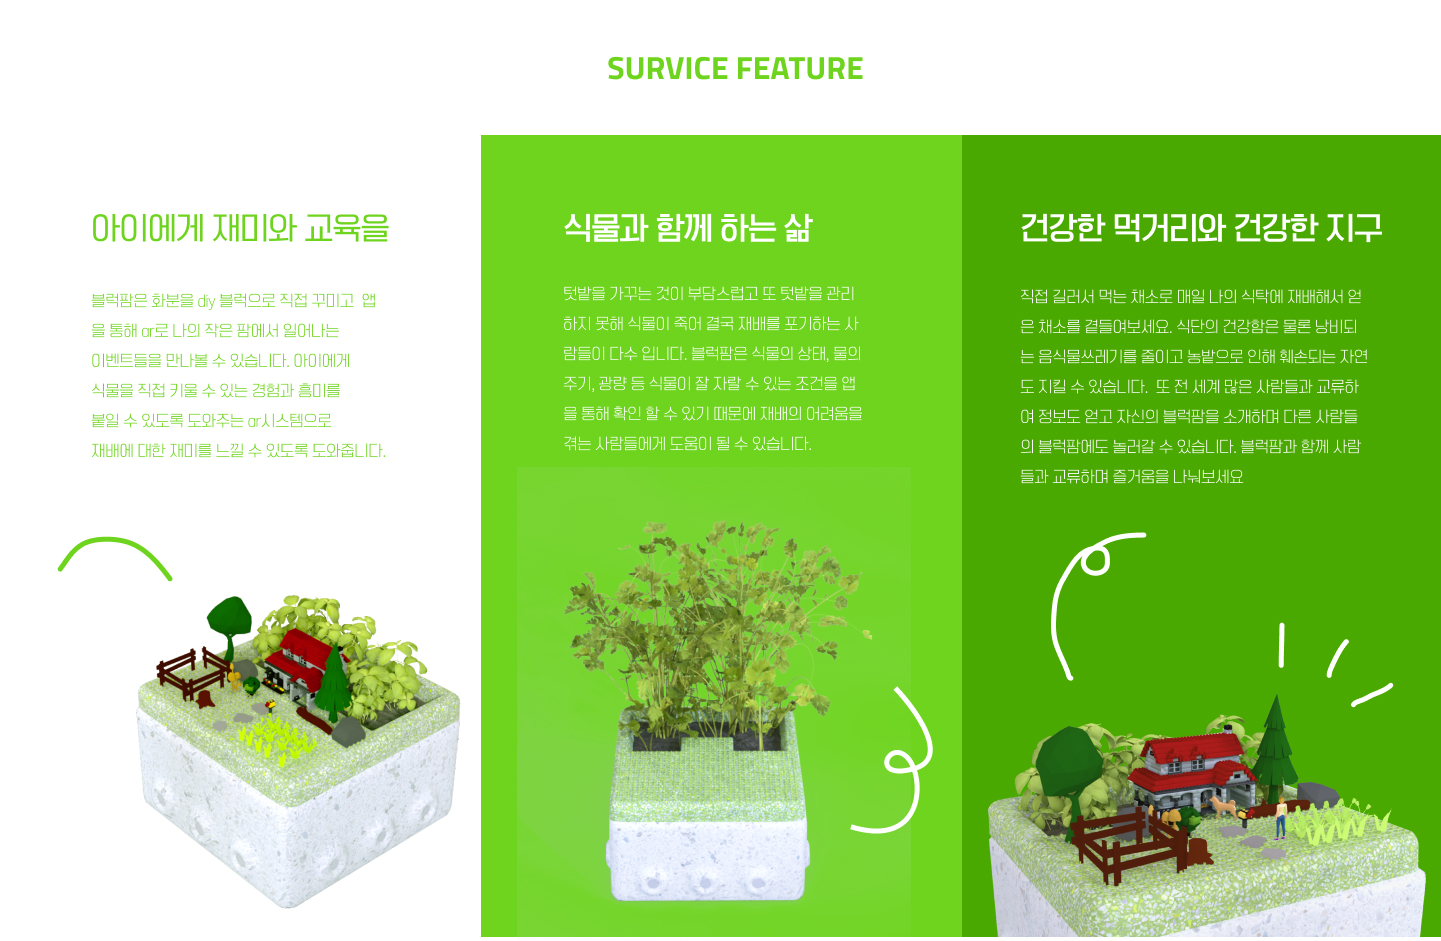 SURVICE FEATURE
아이에게 재미와 교육을
블럭팜은 화분을 diy 블럭으로 직접 꾸미고 앱
을 통해 ar로 나의 작은 팜에서 일어나는
이벤트들을 만나볼 수 있습니다. 아이에게
식물을 직접 키울 수 있는 경험과 흥미를
붙일 수 있도록 도와주는 ar시스템으로
재배에 대한 재미를 느낄 수 있도록 도와줍니다.
식물과 함께 하는 삶
텃밭을 가꾸는 것이 부담스럽고 또 텃밭을 관리
하지 못해 식물이 죽어 결국 재배를 포기하는 사
람들이 다수 입니다. 블럭팜은 식물의 상태, 물의
주기, 광량 등 식물이 잘 자랄 수 있는 조건을 앱
을 통해 확인 할 수 있기 때문에 재배의 어려움을
겪는 사람들에게 도움이 될 수 있습니다.
건강한 먹거리와 건강한 지구
직접 길러서 먹는 채소로 매일 나의 식탁에 재배해서 얻
은 채소를 곁들여보세요. 식단의 건강함은 물론 낭비되
는 음식물쓰레기를 줄이고 농밭으로 인해 훼손되는 자연
도 지킬 수 있습니다. 또 전 세계 많은 사람들과 교류하
여 정보도 얻고 자신의 블럭팜을 소개하며 다른 사람들
의 블럭팜에도 놀러갈 수 있습니다. 블럭팜과 함께 사람
들과 교류하며 즐거움을 나눠보세요